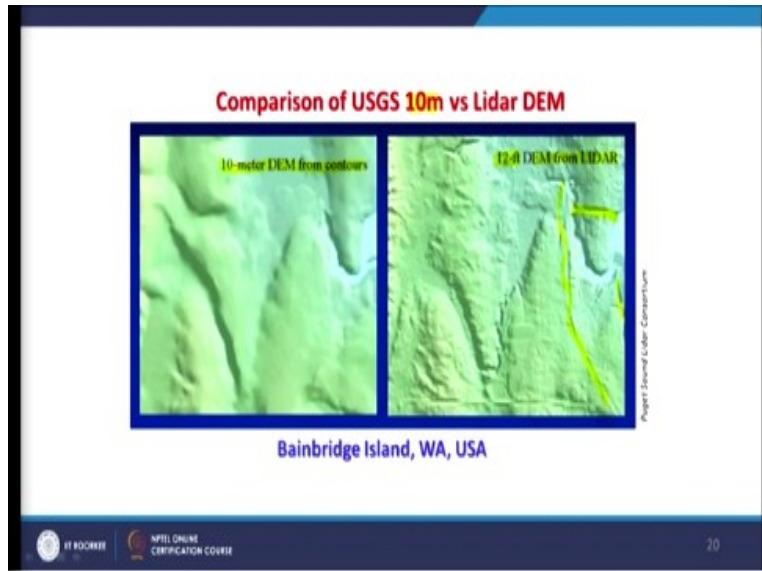 Comparison of USGS 10m vs Lidar DEM
10-meter DEM from contours
12-ft DEM from LIDAR
Puget Sound Lidar Consortium
Bainbridge Island, WA, USA
IT ROORKEE
NPTEL ONLINE
CERTIFICATION COURSE
20